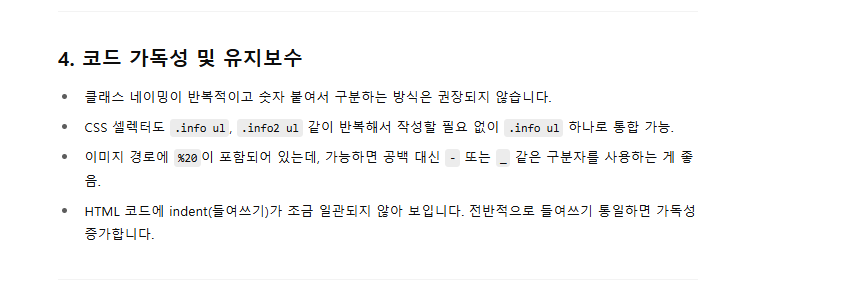 4. 코드 가독성 및 유지보수
클래스 네이밍이 반복적이고 숫자 붙여서 구분하는 방식은 권장되지 않습니다.
CSS 셀렉터도 .info ul, .info2 ul 같이 반복해서 작성할 필요 없이 .info ul 하나로 통합 가능.
이미지 경로에 %20이 포함되어 있는데, 가능하면 공백 대신 - 또는 _ 같은 구분자를 사용하는 게 좋
음.
HTML 코드에 indent(들여쓰기)가 조금 일관되지 않아 보입니다. 전반적으로 들여쓰기 통일하면 가독성
증가합니다.